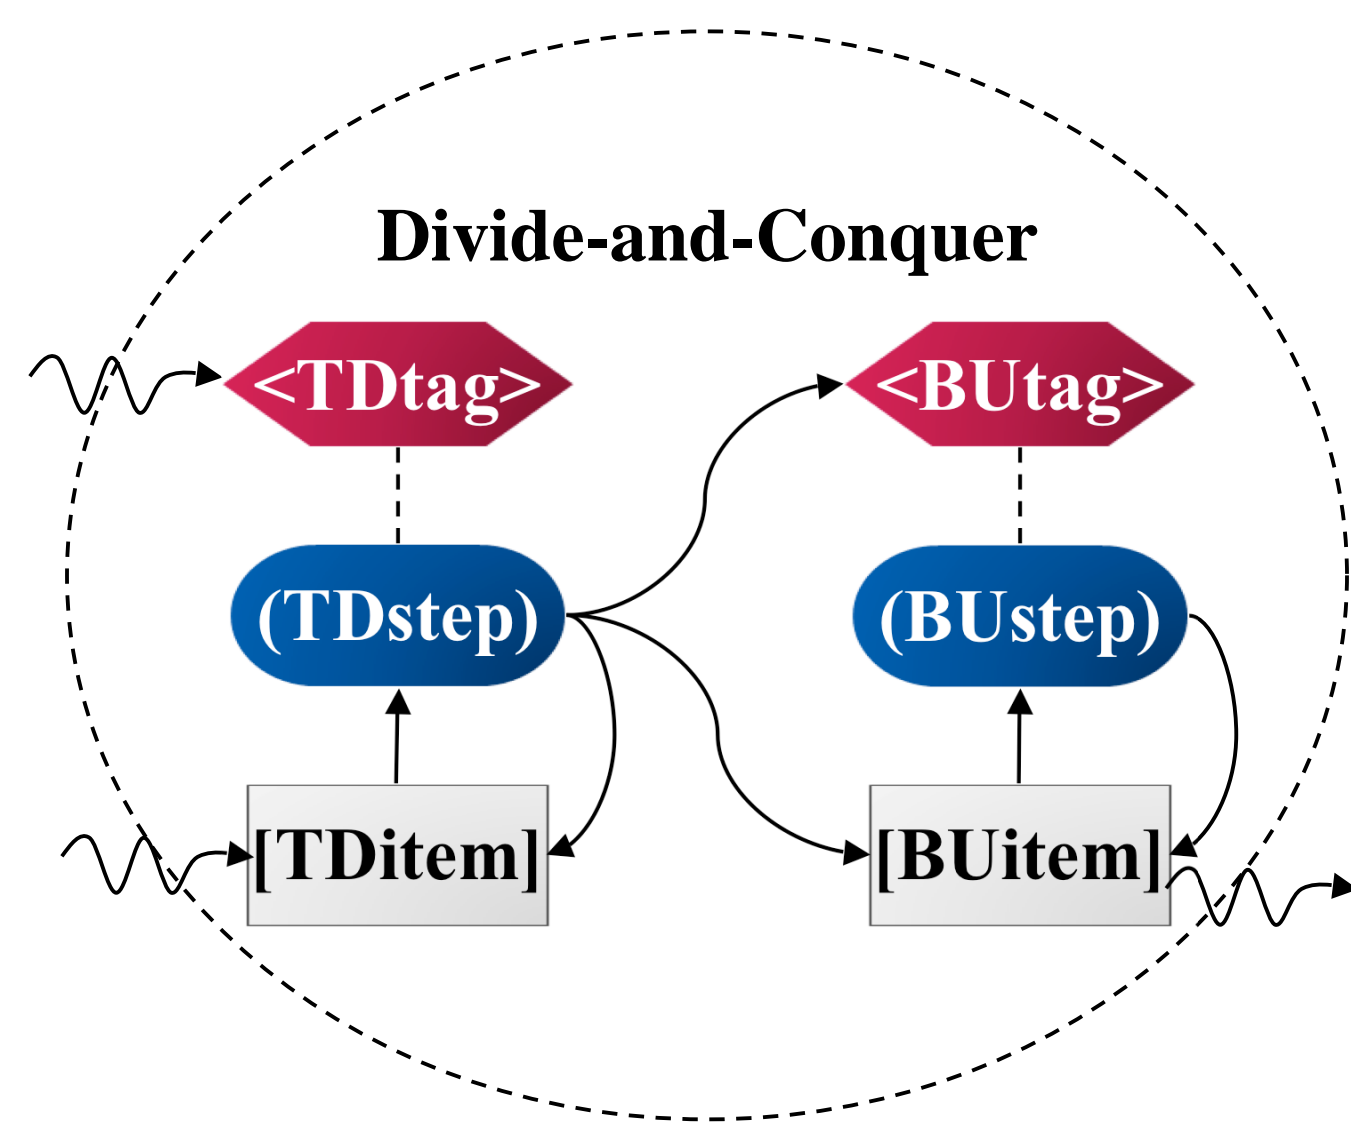 Divide-and-Conquer
<TDtag>
<BUtag>
(TDstep)
(BUstep)
[TDitem]
[BUitem]